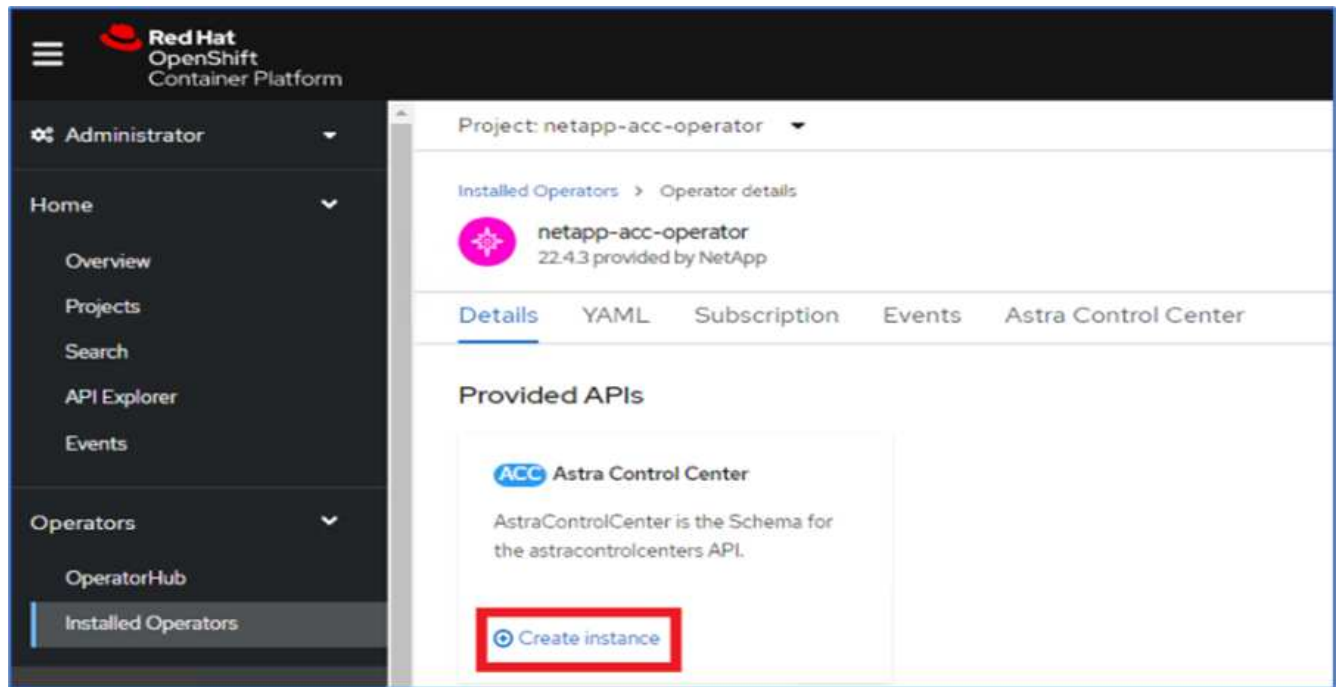 Red Hat
OpenShift
Container Platform
Administrator
Home
Overview
Projects
Search
API Explorer
Events
Operators
OperatorHub
Installed Operators
Project: netapp-acc-operator
Installed Operators > Operator details
netapp-acc-operator
22.4.3 provided by NetApp
Details YAML Subscription Events Astra Control Center
Provided APIs
ACC Astra Control Center
AstraControlCenter is the Schema for
the astracontrolcenters API.
Create instance